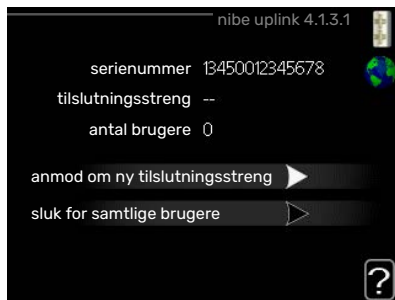 nibe uplink 4.1.3.1
serienummer 13450012345678
tilslutningsstreng --
antal brugere 0
anmod om ny tilslutningsstreng
sluk for samtlige brugere
?